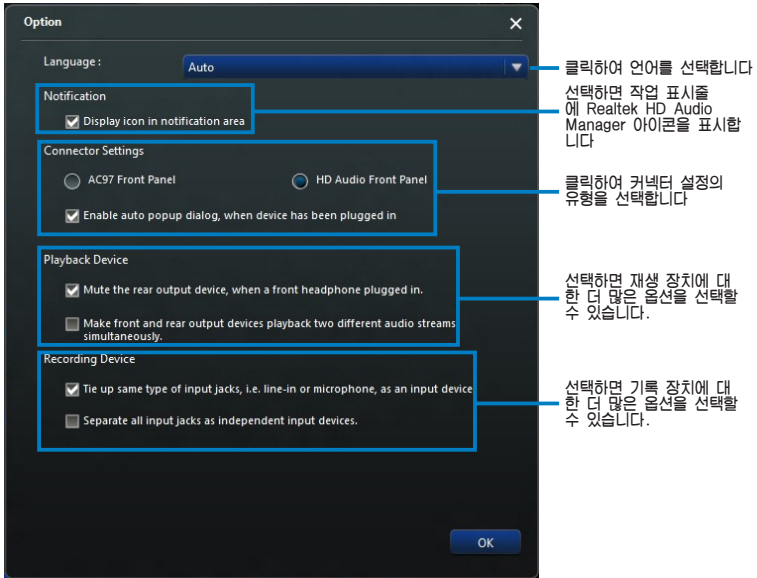 Option
Language :
Auto
클릭하여 언어를 선택합니다
Notification
Display icon in notification area
선택하면 작업 표시줄
에 Realtek HD Audio
Manager 아이콘을 표시합
니다
Connector Settings
AC97 Front Panel
HD Audio Front Panel
Enable auto popup dialog, when device has been plugged in
클릭하여 커넥터 설정의
유형을 선택합니다
Playback Device
Mute the rear output device, when a front headphone plugged in.
Make front and rear output devices playback two different audio streams
simultaneously.
선택하면 재생 장치에 대
한 더 많은 옵션을 선택할
수 있습니다.
Recording Device
Tie up same type of input jacks, i.e. line-in or microphone, as an input device
Separate all input jacks as independent input devices.
선택하면 기록 장치에 대
한 더 많은 옵션을 선택할
수 있습니다.
OK